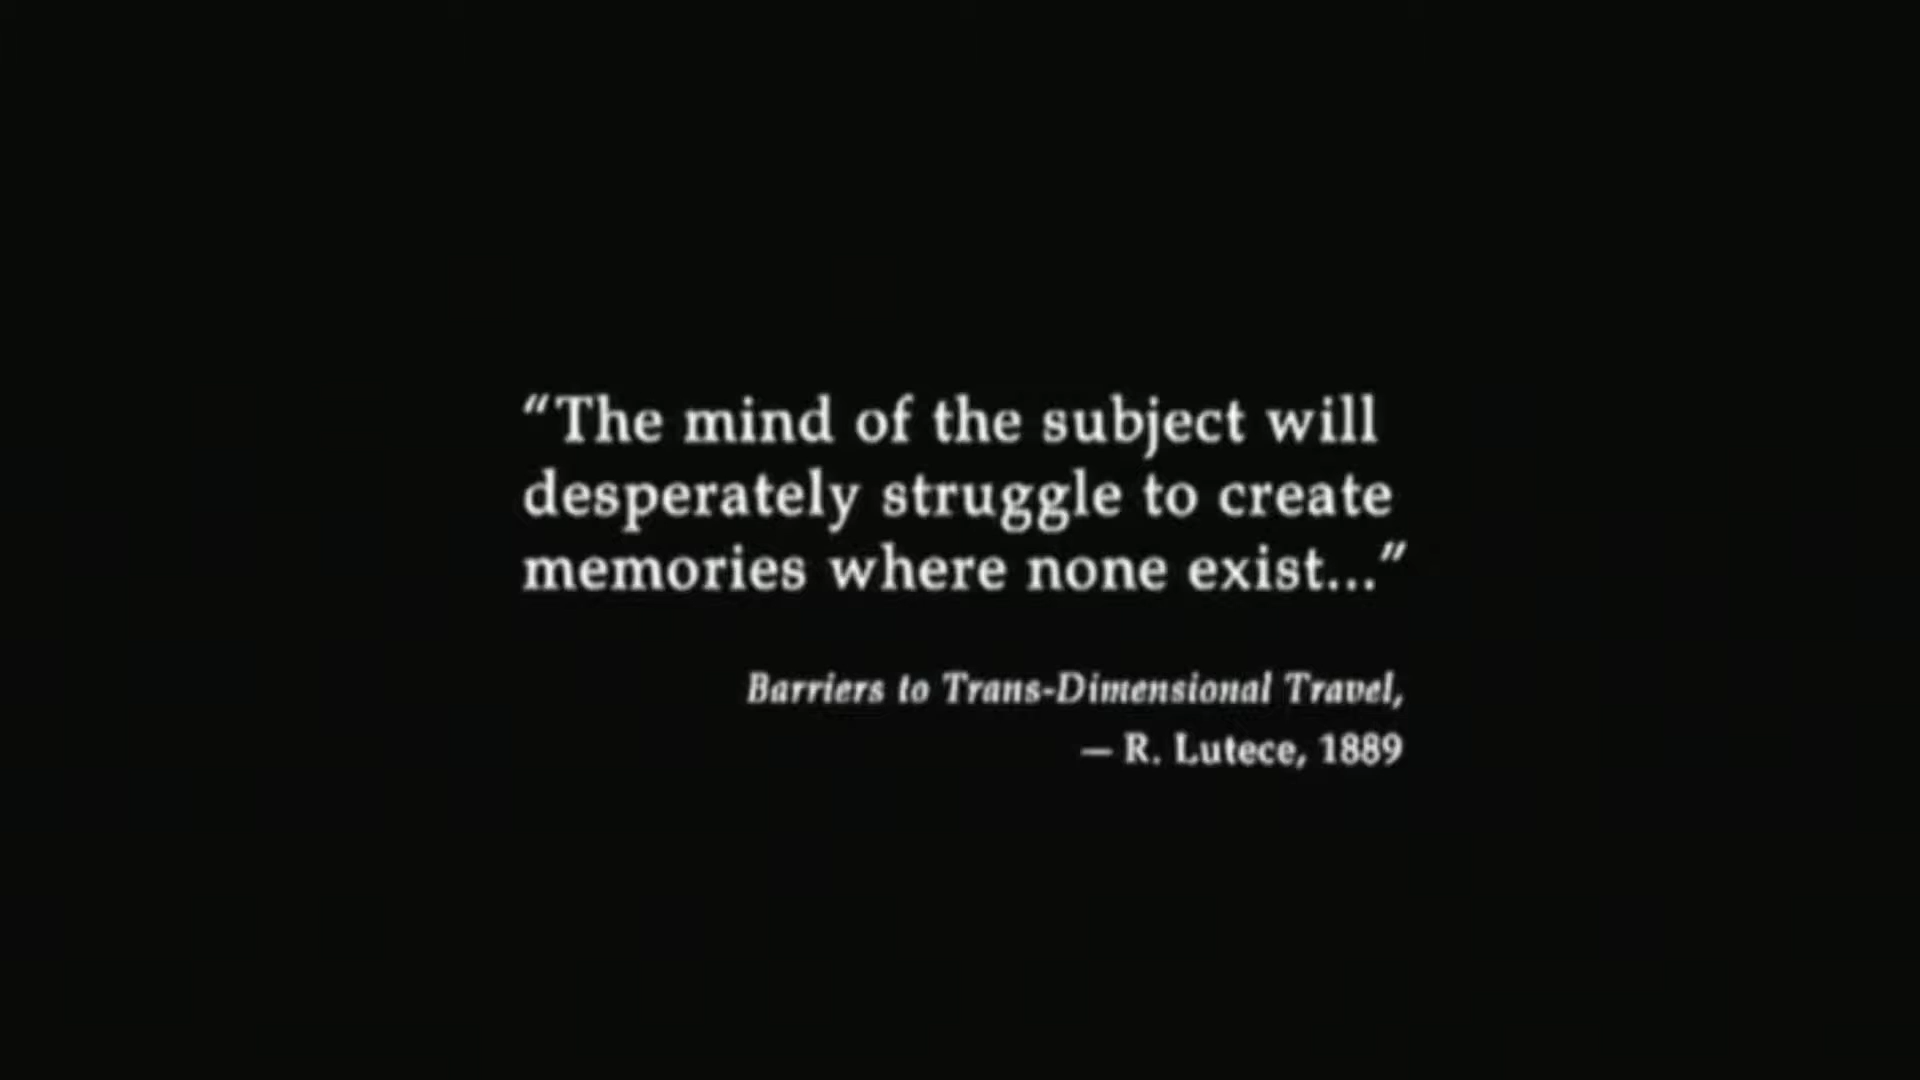 “The mind of the subject will
desperately struggle to create
memories where none exist...”
Barriers to Trans-Dimensional Travel,
— R. Lutece, 1889